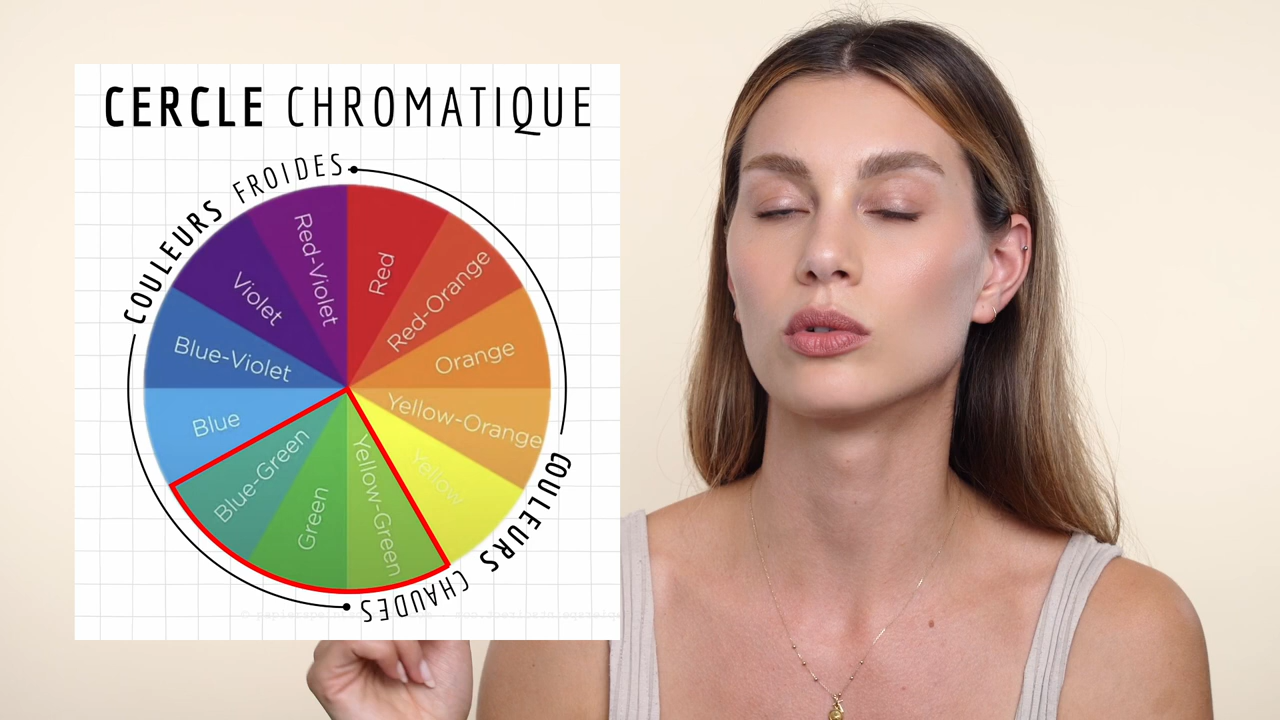 CERCLE CHROMATIQUE
COULEURS FROIDES
Red-Violet
Red
Violet
Red-Orange
Blue-Violet
Orange
Blue
Yellow-Orange
Blue-Green
Green
Yellow-Green
Yellow
COULEURS CHAUDES